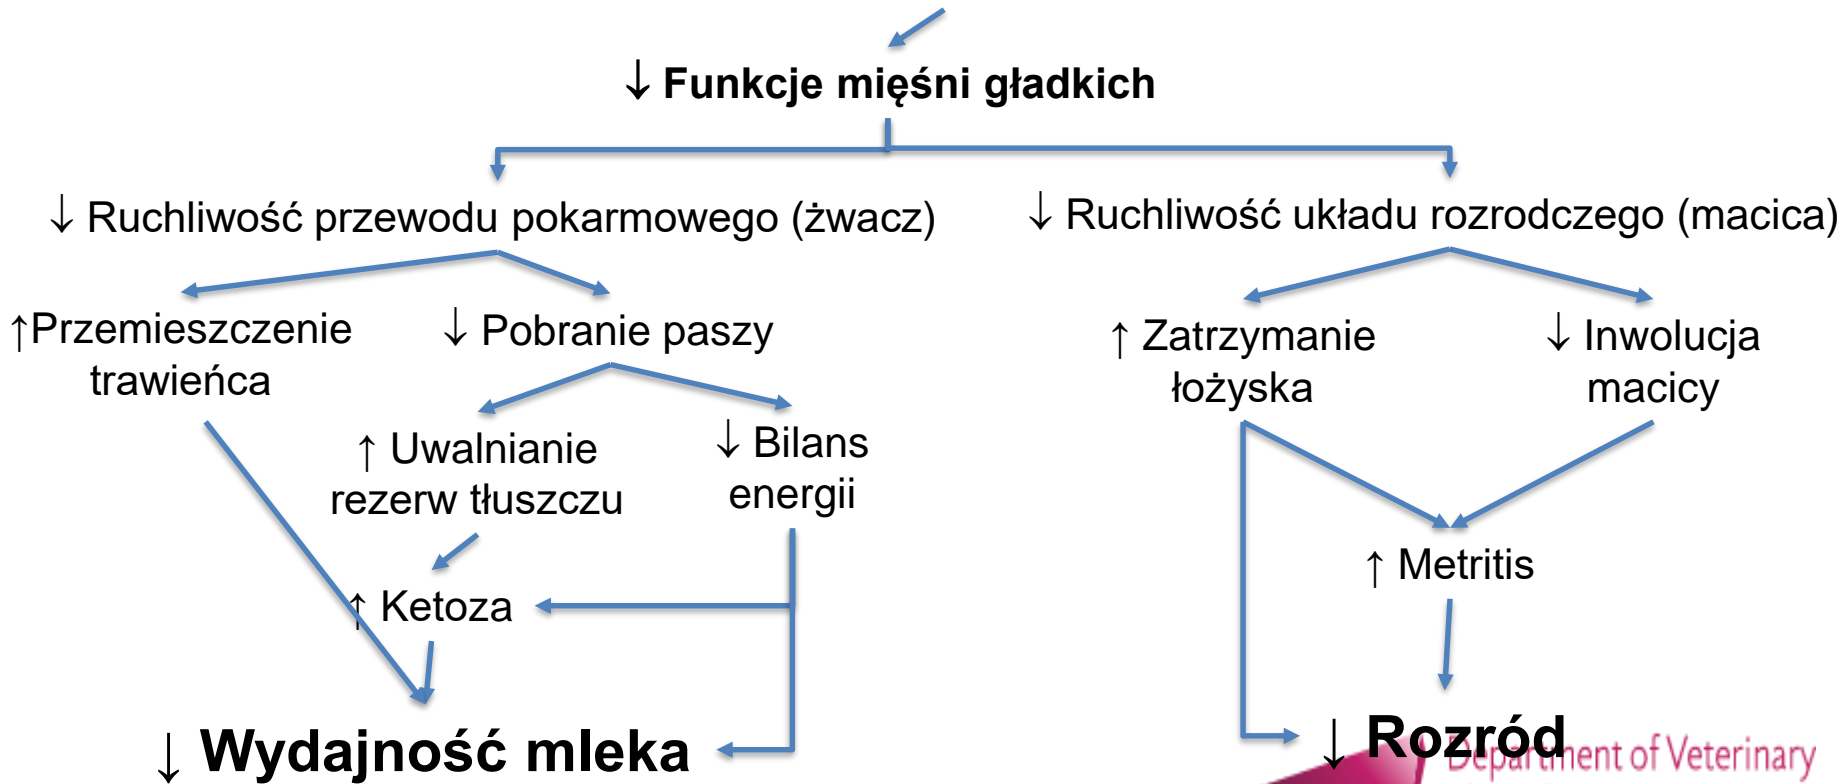 ↓ Funkcje mięśni gładkich
↓ Ruchliwość przewodu pokarmowego (żwacz)
↓ Ruchliwość układu rozrodczego (macica)
↑Przemieszczenie
trawieńca
↓ Pobranie paszy
↑ Zatrzymanie
łożyska
↓ Inwolucja
macicy
↑ Uwalnianie
rezerw tłuszczu
↓ Bilans
energii
↑ Metritis
↑ Ketoza
↓ Wydajność mleka
↓ Rozród
Department of Veterinary